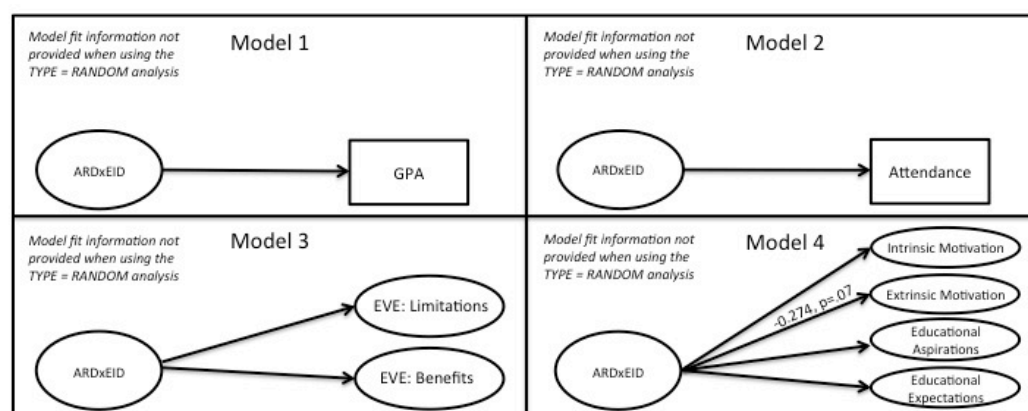 Model fit information not
provided when using the
TYPE = RANDOM analysis
Model 1
ARDxEID
GPA
Model fit information not
provided when using the
TYPE = RANDOM analysis
Model 2
ARDxEID
Attendance
Model fit information not
provided when using the
TYPE = RANDOM analysis
Model 3
ARDxEID
EVE: Limitations
EVE: Benefits
Model fit information not
provided when using the
TYPE = RANDOM analysis
Model 4
ARDxEID
-0.274, p=.07
Intrinsic Motivation
Extrinsic Motivation
Educational
Aspirations
Educational
Expectations